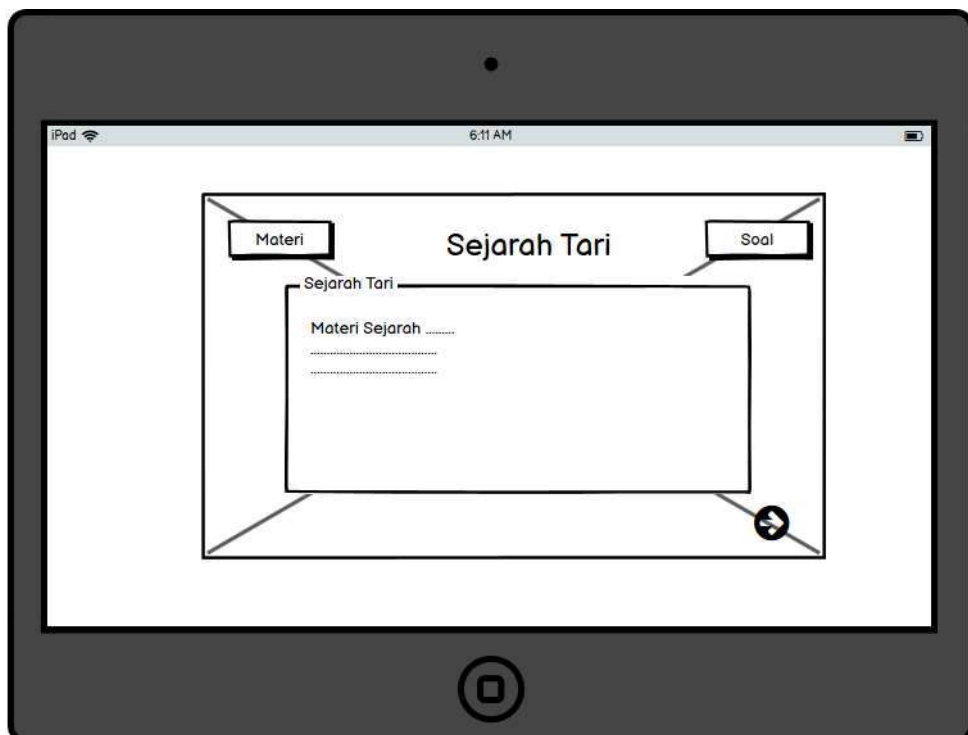 iPad 6:11 AM
Materi Sejarah Tari Soal
Sejarah Tari
Materi Sejarah .........
........................................
........................................